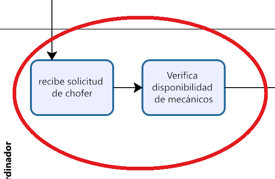 recibe solicitud
de chofer
Verifica
disponibilidad
de mecánicos
rdinador